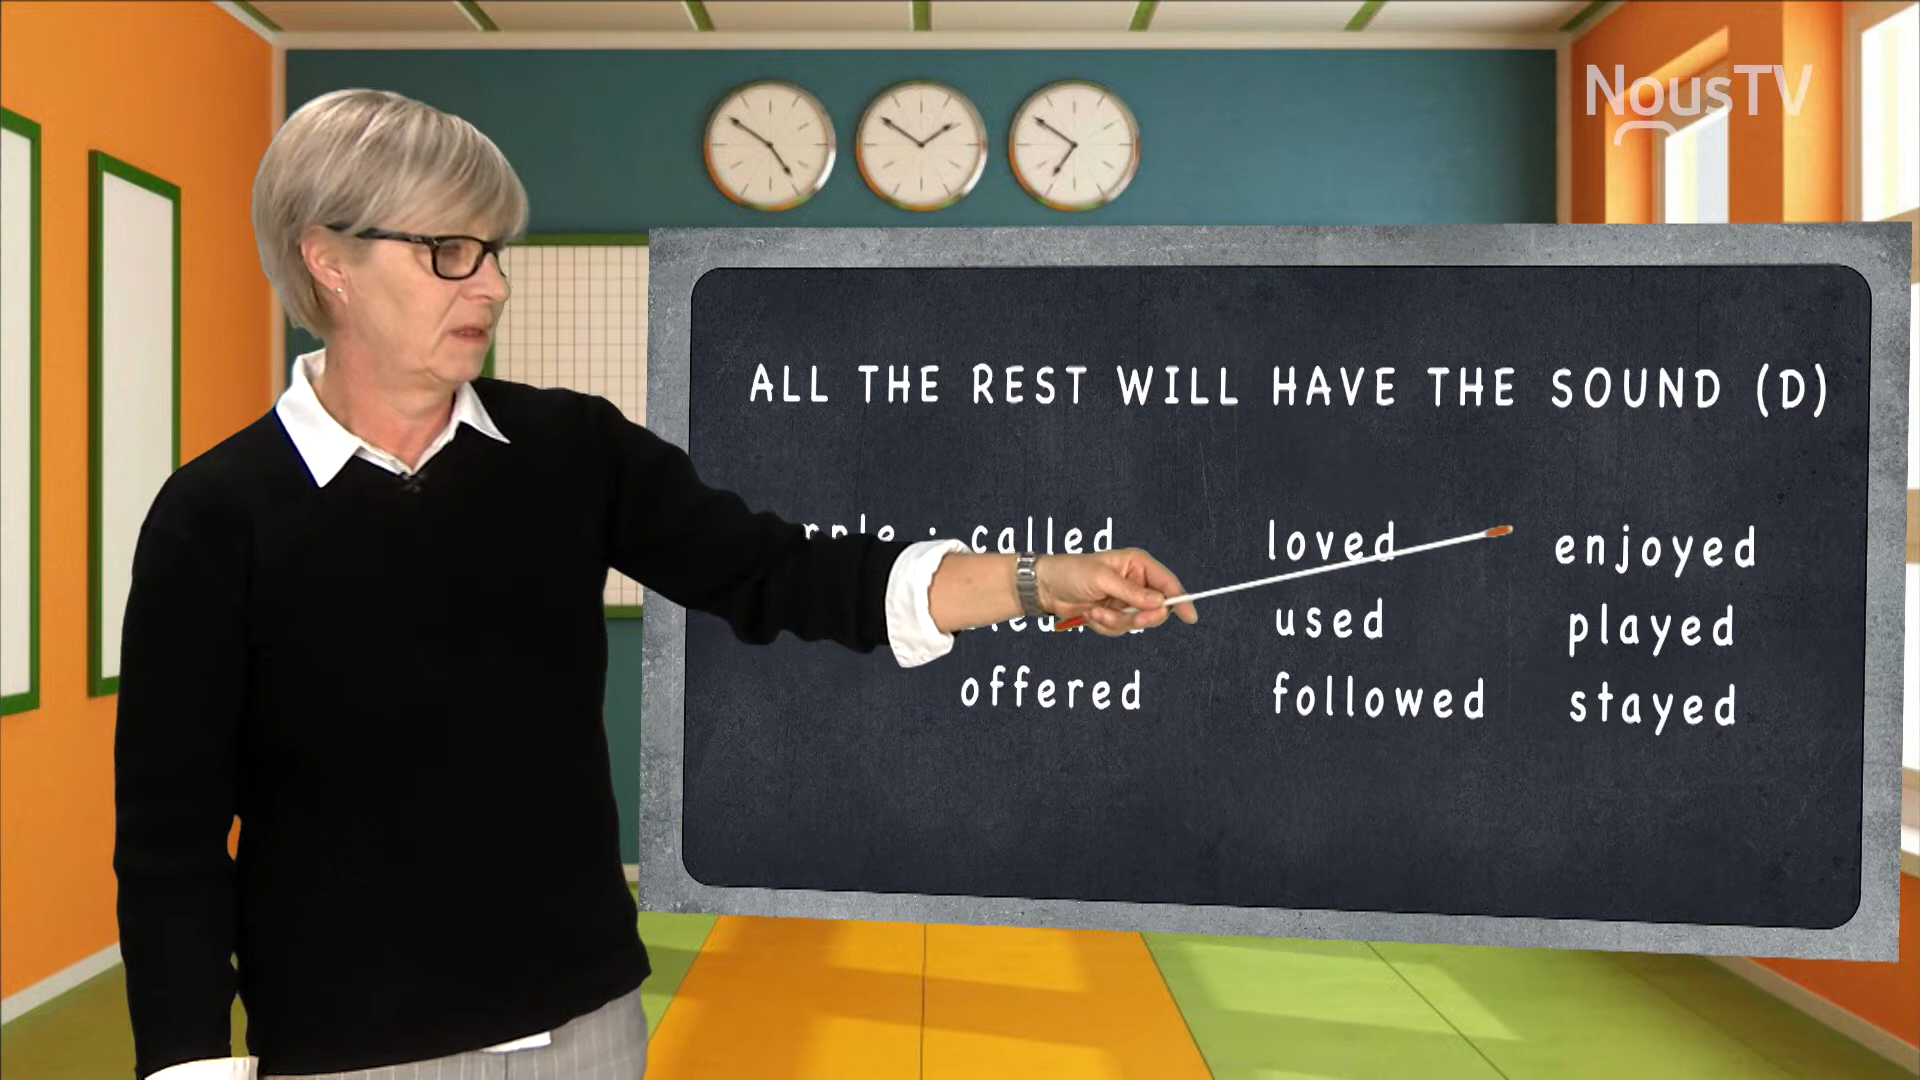 NousTV
ALL THE REST WILL HAVE THE SOUND (D)
called loved enjoyed
used played
offered followed stayed